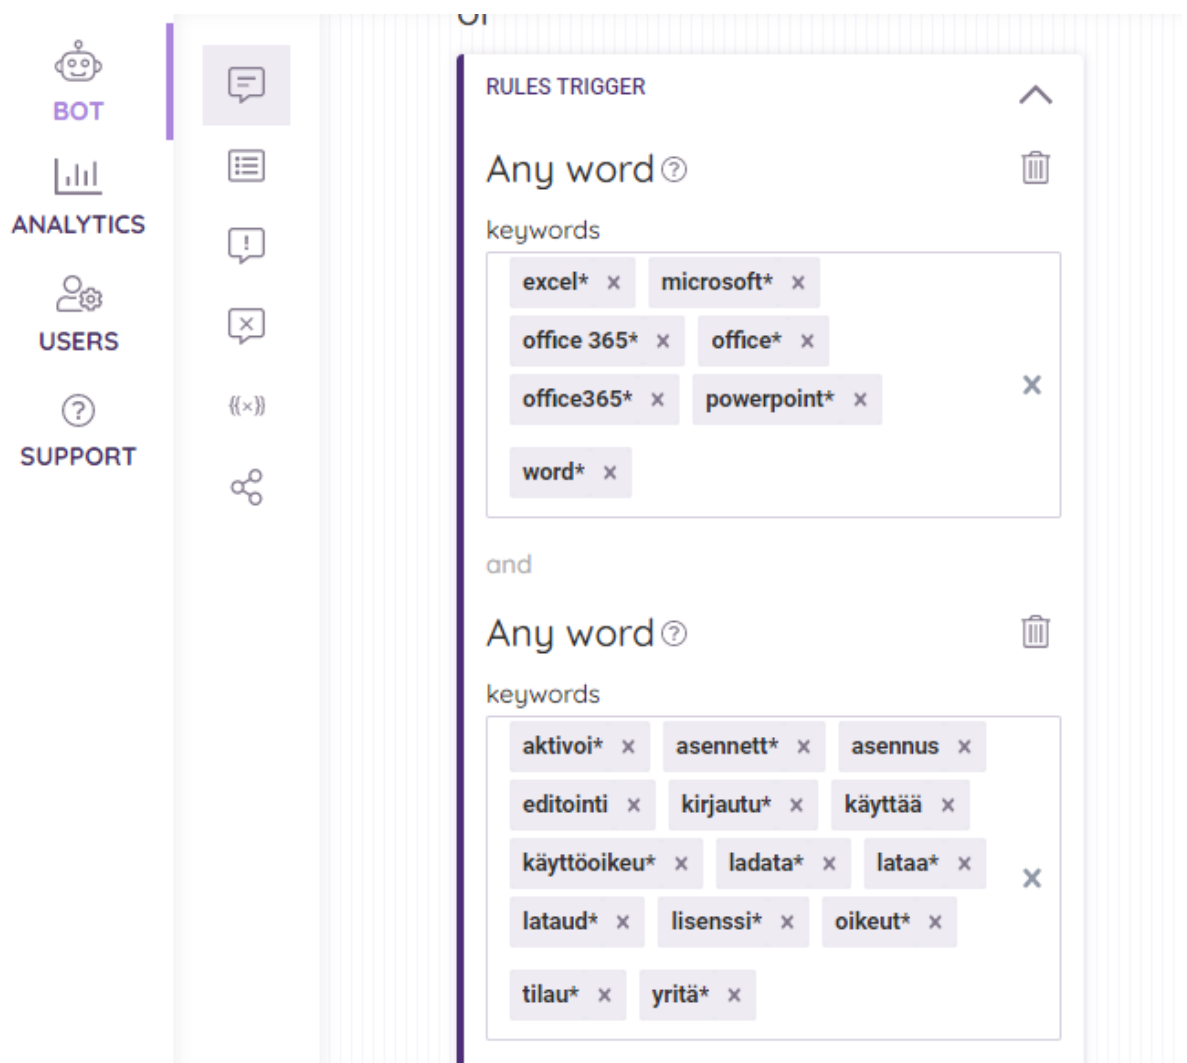 BOT
ANALYTICS
USERS
SUPPORT
{{×}}
or
RULES TRIGGER
Any word ?
keywords
excel* × microsoft* ×
office 365* × office* ×
office365* × powerpoint* ×
word* ×
and
Any word ?
keywords
aktivoi* × asennett* × asennus ×
editointi × kirjautu* × käyttää ×
käyttöoikeu* × ladata* × lataa* ×
lataud* × lisenssi* × oikeut* ×
tilau* × yritä* ×